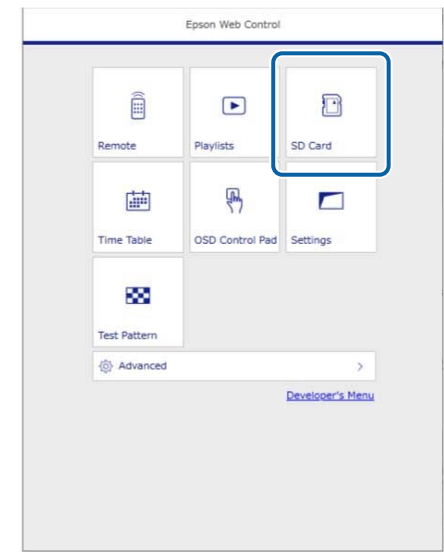 Epson Web Control
Remote
Playlists
SD Card
Time Table
OSD Control Pad
Settings
Test Pattern
Advanced
Developer's Menu